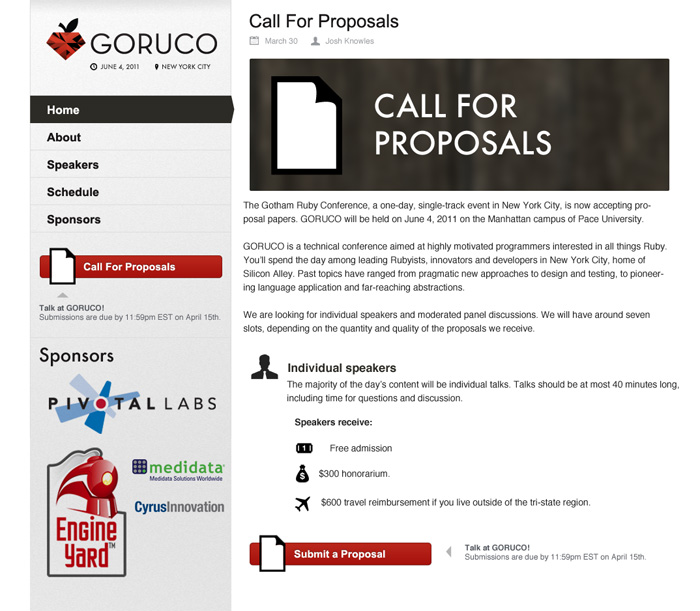 GORUCO
JUNE 4, 2011 NEW YORK CITY
Home
About
Speakers
Schedule
Sponsors
Call For Proposals
Talk at GORUCO!
Submissions are due by 11:59pm EST on April 15th.
Sponsors
PIVOTAL LABS
Engine
Yard™
medidata
Medidata Solutions Worldwide
CyrusInnovation
Call For Proposals
March 30 Josh Knowles
CALL FOR
PROPOSALS
The Gotham Ruby Conference, a one-day, single-track event in New York City, is now accepting pro-
posal papers. GORUCO will be held on June 4, 2011 on the Manhattan campus of Pace University.
GORUCO is a technical conference aimed at highly motivated programmers interested in all things Ruby.
You'll spend the day among leading Rubyists, innovators and developers in New York City, home of
Silicon Alley. Past topics have ranged from pragmatic new approaches to design and testing, to pioneer-
ing language application and far-reaching abstractions.
We are looking for individual speakers and moderated panel discussions. We will have around seven
slots, depending on the quantity and quality of the proposals we receive.
Individual speakers
The majority of the day's content will be individual talks. Talks should be at most 40 minutes long,
including time for questions and discussion.
Speakers receive:
Free admission
$300 honorarium.
$600 travel reimbursement if you live outside of the tri-state region.
Submit a Proposal
Talk at GORUCO!
Submissions are due by 11:59pm EST on April 15th.